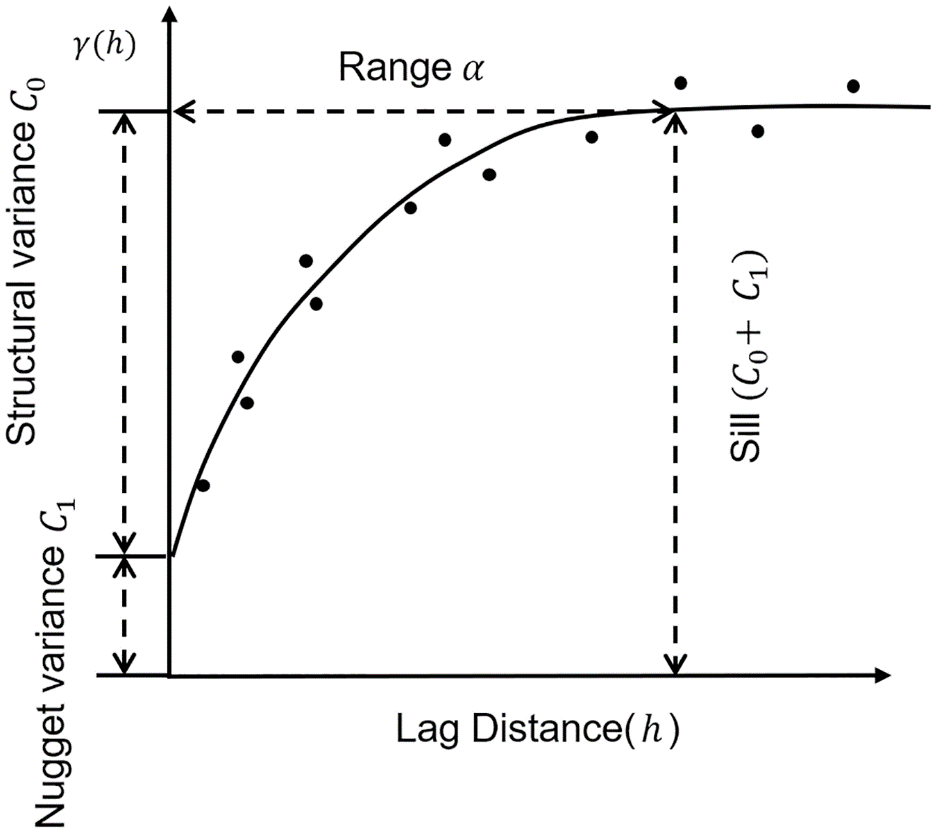 γ(h)
Range α
Structural variance C₀
Nugget variance C₁
Sill (C₀+ C₁)
Lag Distance(h)